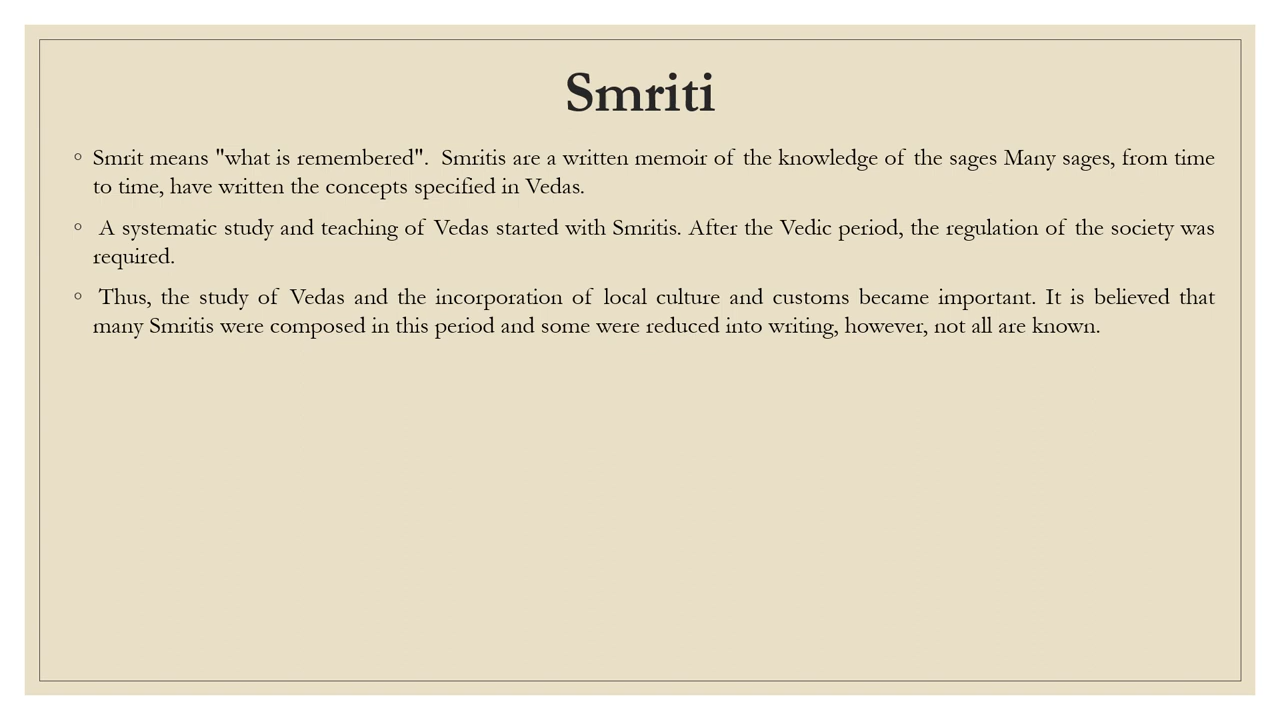 Smriti
◦ Smrit means "what is remembered".  Smritis are a written memoir of the knowledge of the sages Many sages, from time
to time, have written the concepts specified in Vedas.
◦ A systematic study and teaching of Vedas started with Smritis. After the Vedic period, the regulation of the society was
required.
◦ Thus, the study of Vedas and the incorporation of local culture and customs became important. It is believed that
many Smritis were composed in this period and some were reduced into writing, however, not all are known.